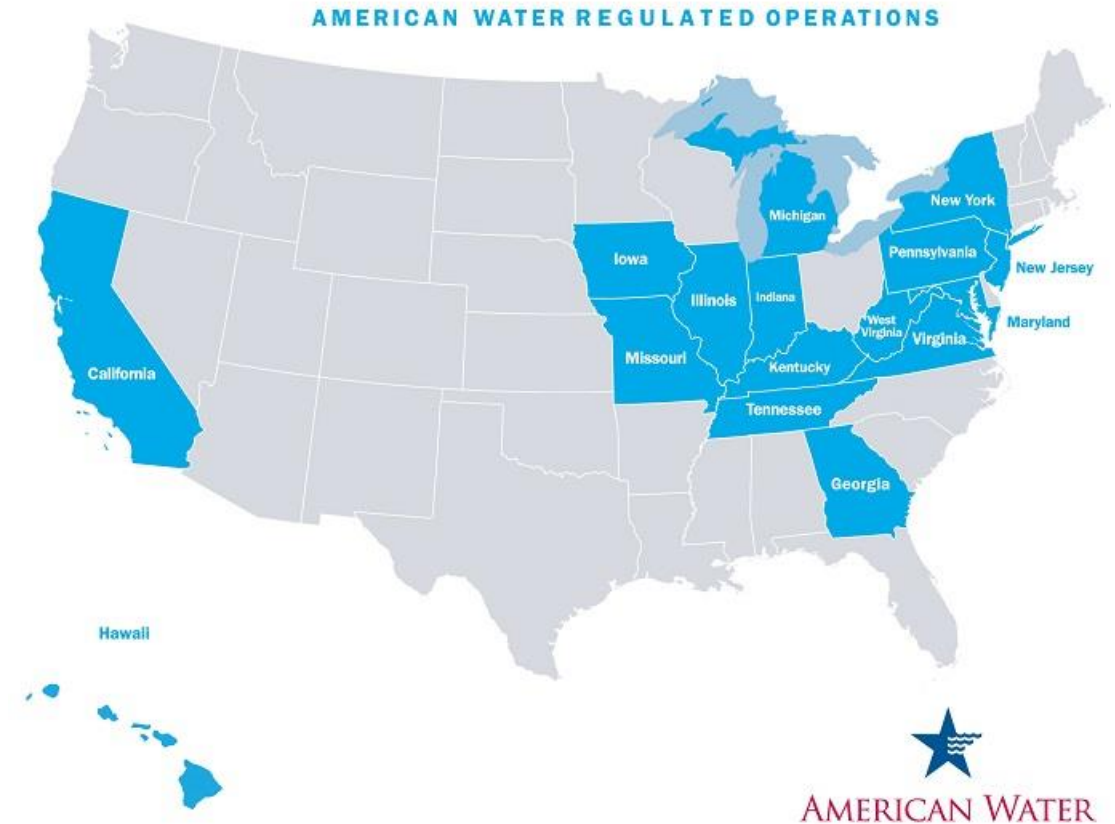 AMERICAN WATER REGULATED OPERATIONS
New York
Michigan
Pennsylvania
Iowa
New Jersey
Illinois
Indiana
West
Virginia
Maryland
Virginia
Missouri
Kentucky
California
Tennessee
Georgia
Hawaii
AMERICAN WATER